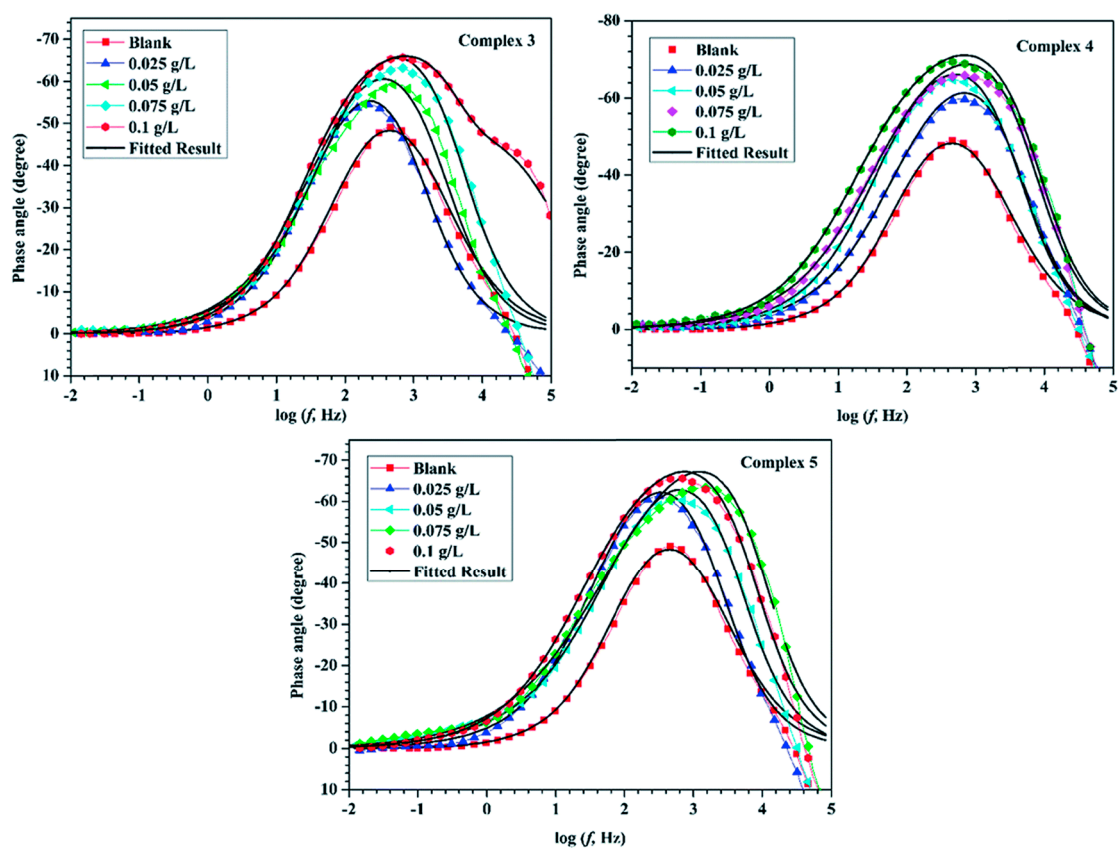 Complex 3
Blank
0.025 g/L
0.05 g/L
0.075 g/L
0.1 g/L
Fitted Result
Phase angle (degree)
-70
-60
-50
-40
-30
-20
-10
0
10
-2 -1 0 1 2 3 4 5
log (f, Hz)
Complex 4
Blank
0.025 g/L
0.05 g/L
0.075 g/L
0.1 g/L
Fitted Result
Phase angle (degree)
-80
-60
-40
-20
0
-2 -1 0 1 2 3 4 5
log (f, Hz)
Complex 5
Blank
0.025 g/L
0.05 g/L
0.075 g/L
0.1 g/L
Fitted Result
Phase angle (degree)
-70
-60
-50
-40
-30
-20
-10
0
10
-2 -1 0 1 2 3 4 5
log (f, Hz)